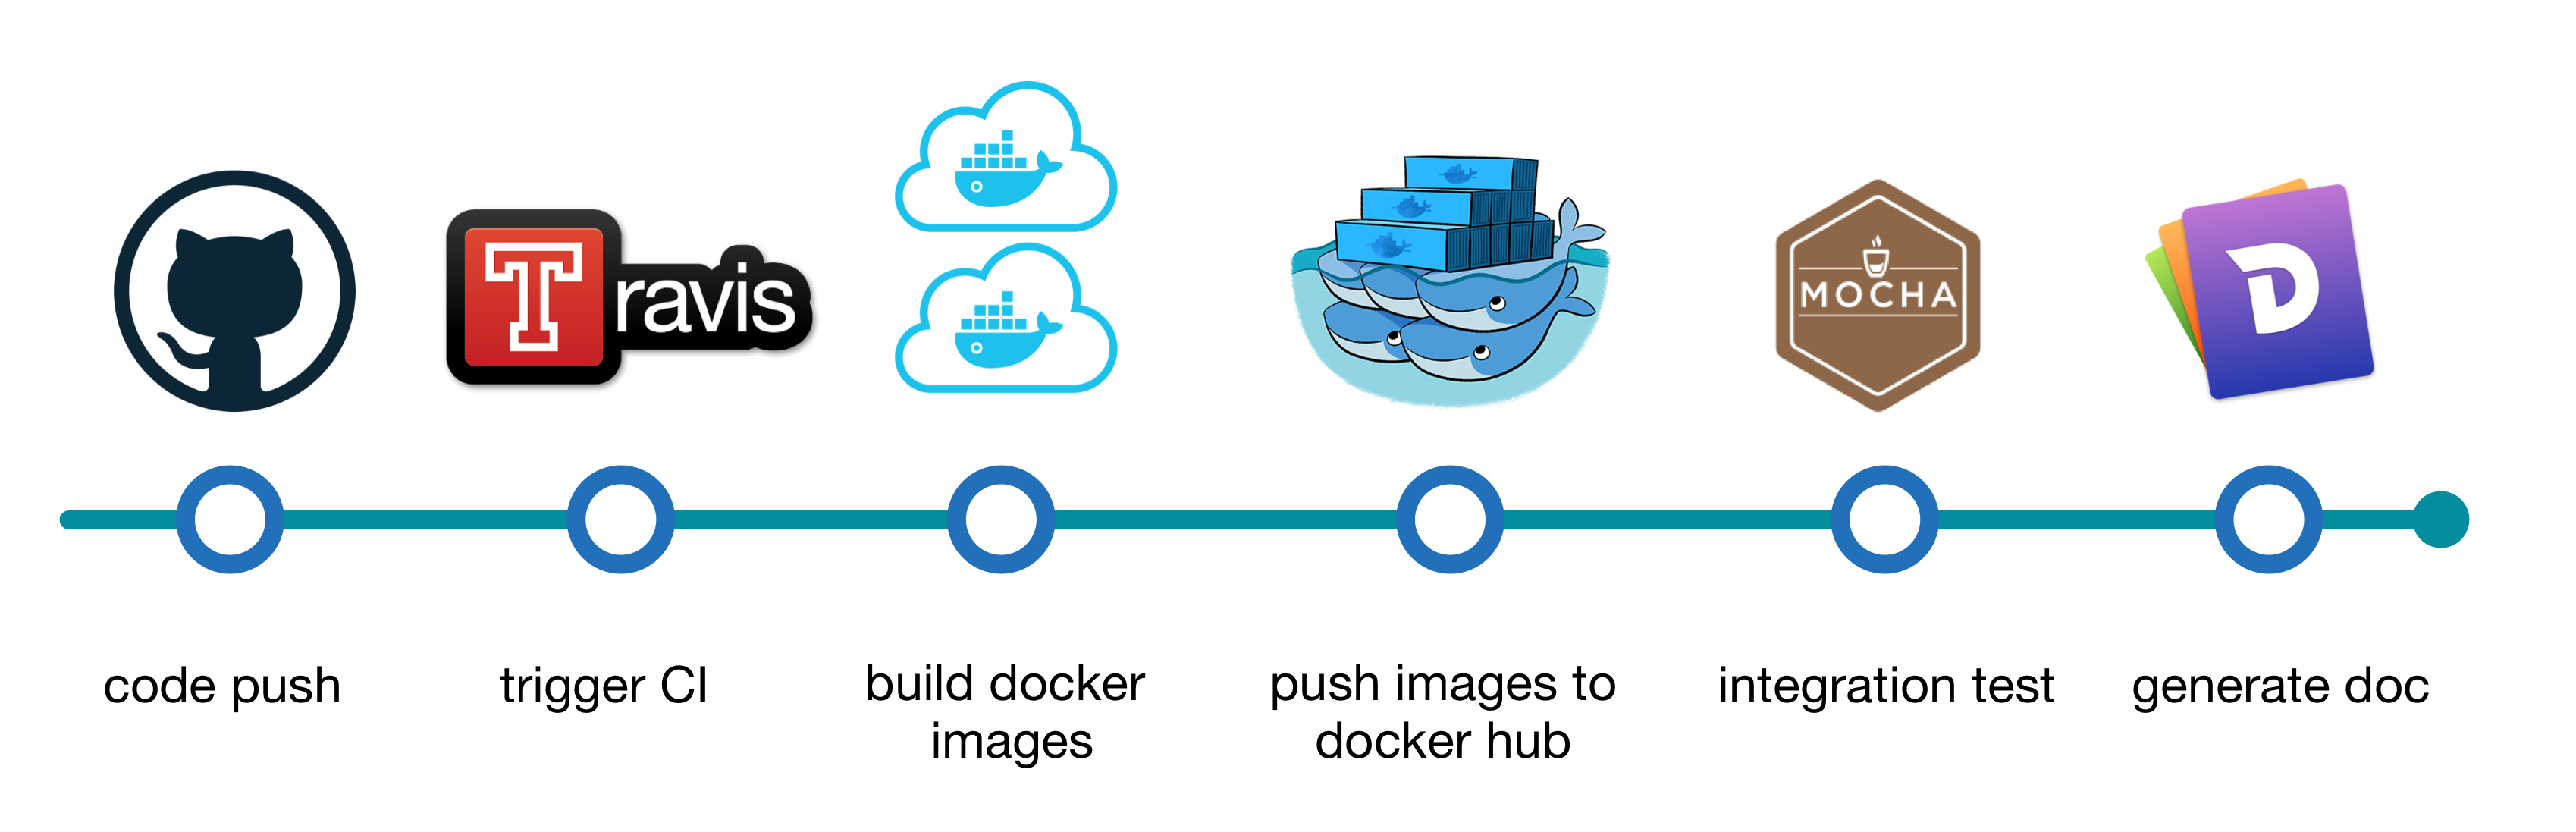 Travis
MOCHA
D
code push
trigger CI
build docker
images
push images to
docker hub
integration test
generate doc